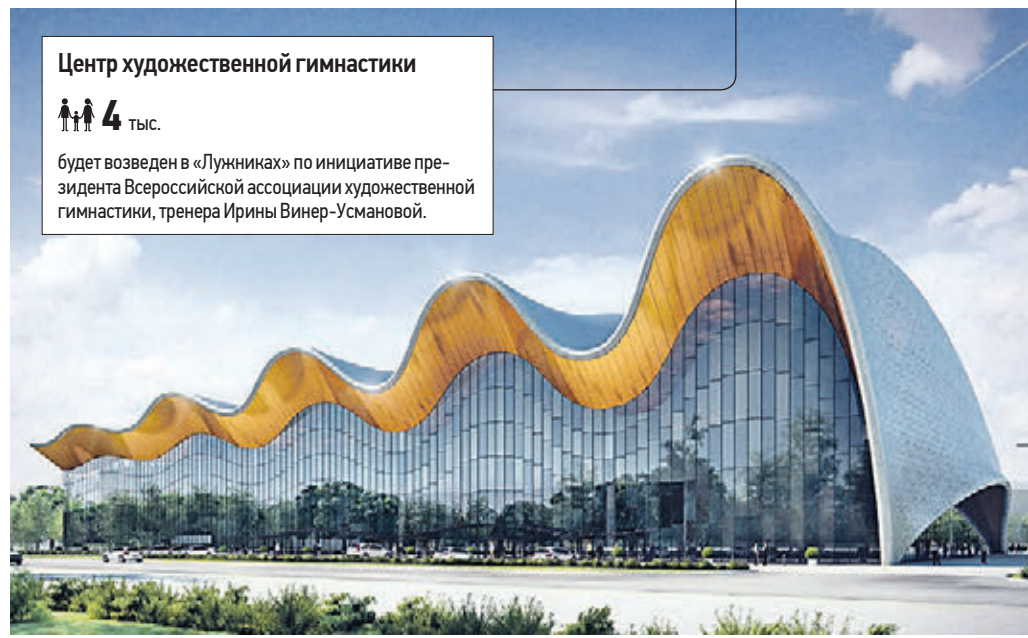 Центр художественной гимнастики
4 тыс.
будет возведен в «Лужниках» по инициативе пре-
зидента Всероссийской ассоциации художественной
гимнастики, тренера Ирины Винер-Усмановой.